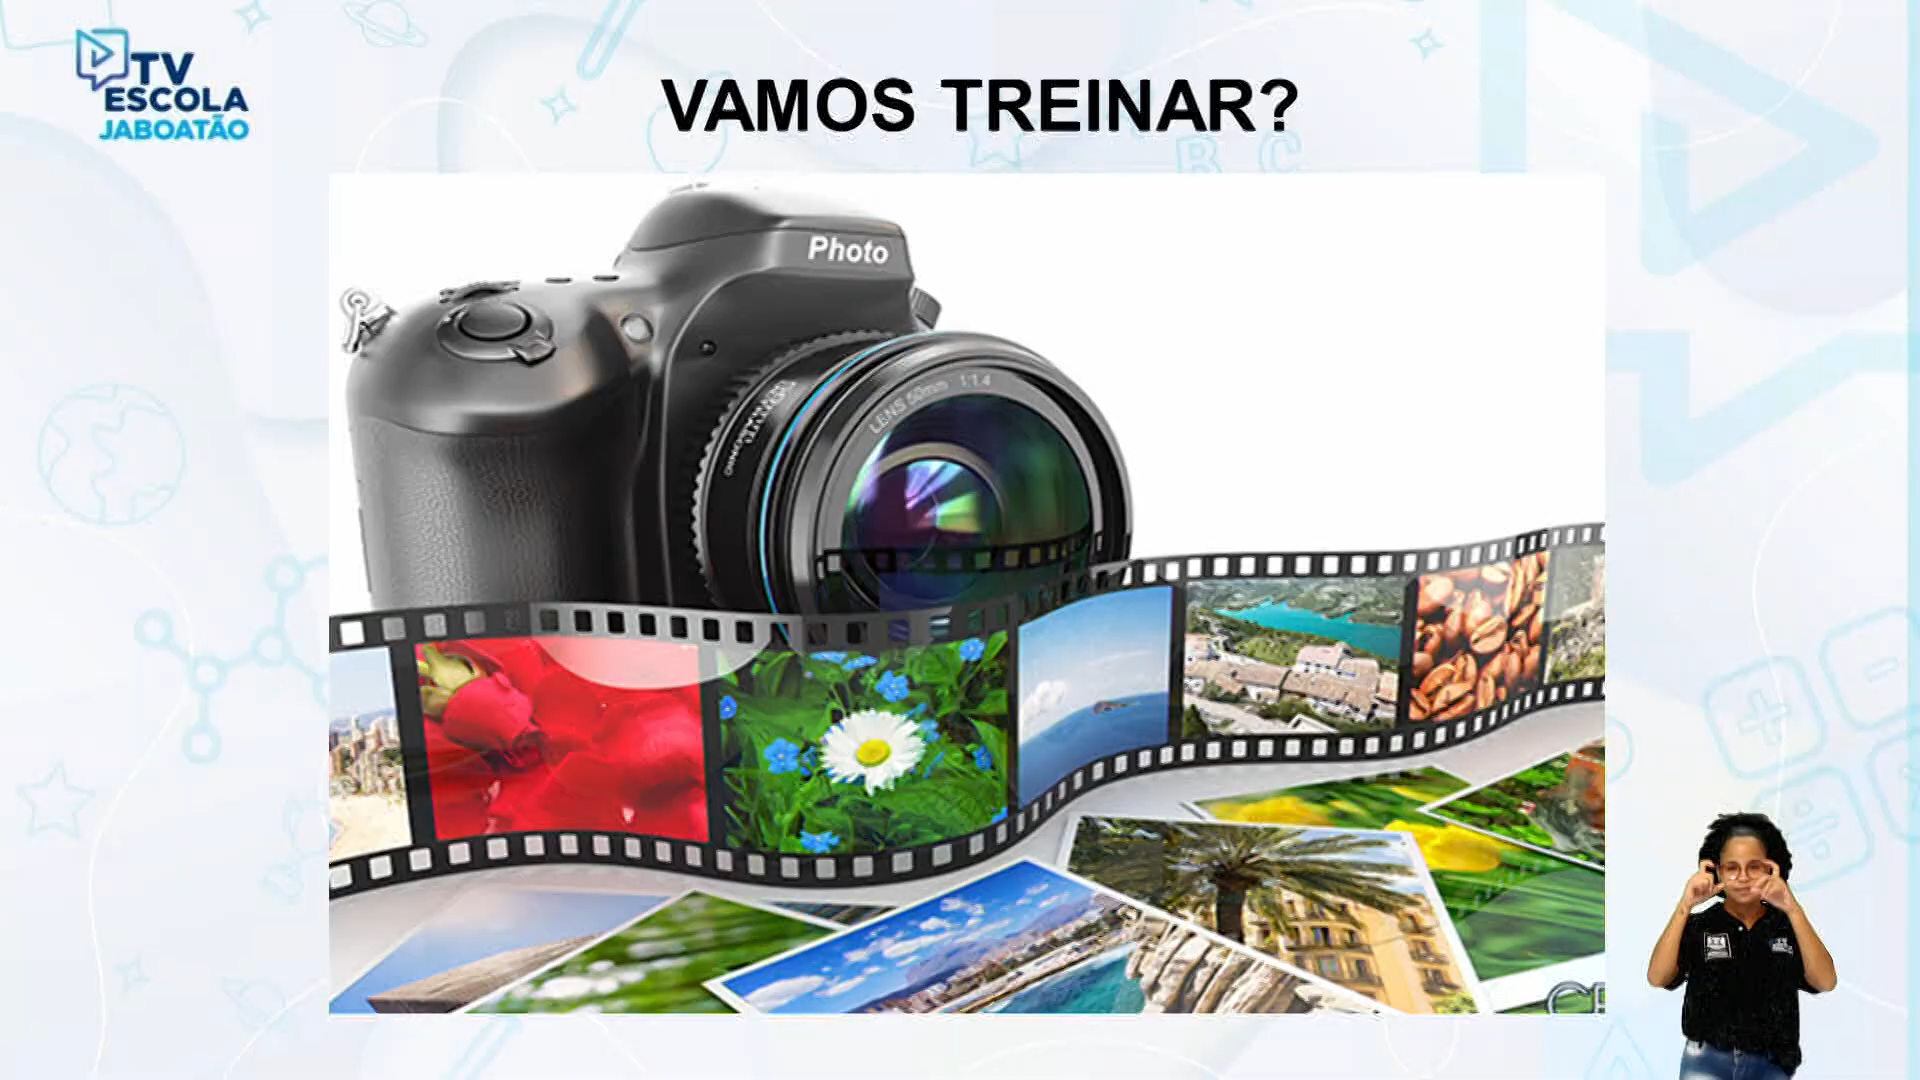 TV
ESCOLA
JABOATÃO
VAMOS TREINAR?
Photo
LENS 50mm 1:1.4